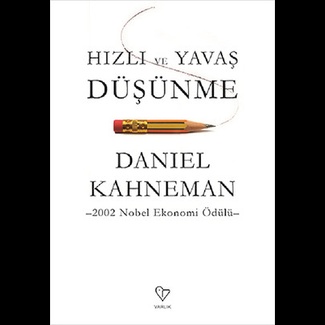 HIZLI VE YAVAŞ
DÜŞÜNME
DANIEL
KAHNEMAN
–2002 Nobel Ekonomi Ödülü–
VARLIK